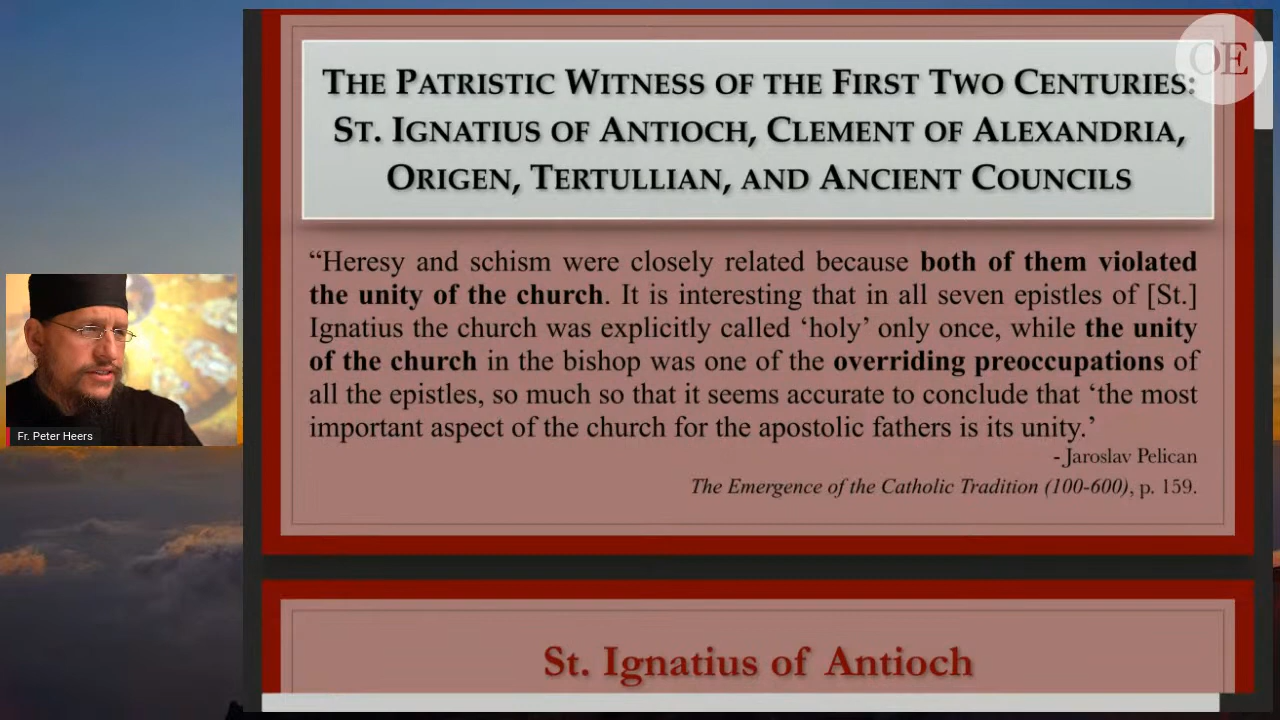 THE PATRISTIC WITNESS OF THE FIRST TWO CENTURIES:
ST. IGNATIUS OF ANTIOCH, CLEMENT OF ALEXANDRIA,
ORIGEN, TERTULLIAN, AND ANCIENT COUNCILS
OE
“Heresy and schism were closely related because both of them violated
the unity of the church. It is interesting that in all seven epistles of [St.]
Ignatius the church was explicitly called ‘holy’ only once, while the unity
of the church in the bishop was one of the overriding preoccupations of
all the epistles, so much so that it seems accurate to conclude that ‘the most
important aspect of the church for the apostolic fathers is its unity.’
- Jaroslav Pelican
The Emergence of the Catholic Tradition (100-600), p. 159.
Fr. Peter Heers
St. Ignatius of Antioch